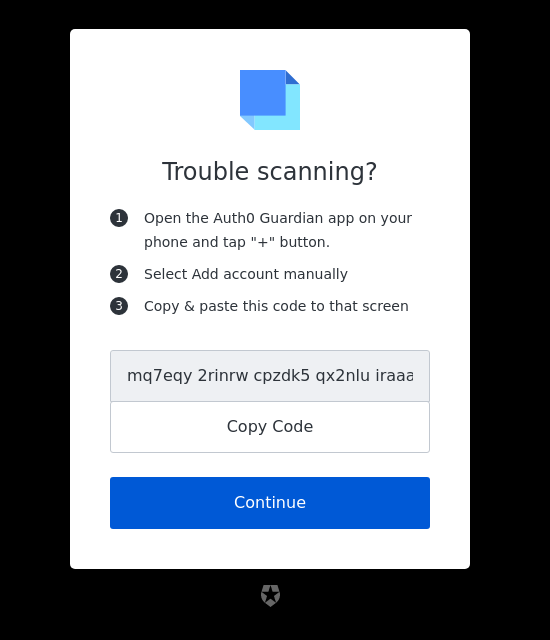 Trouble scanning?
1 Open the Auth0 Guardian app on your
phone and tap "+" button.
2 Select Add account manually
3 Copy & paste this code to that screen
mq7eqy 2rinrw cpzdk5 qx2nlu iraaa
Copy Code
Continue